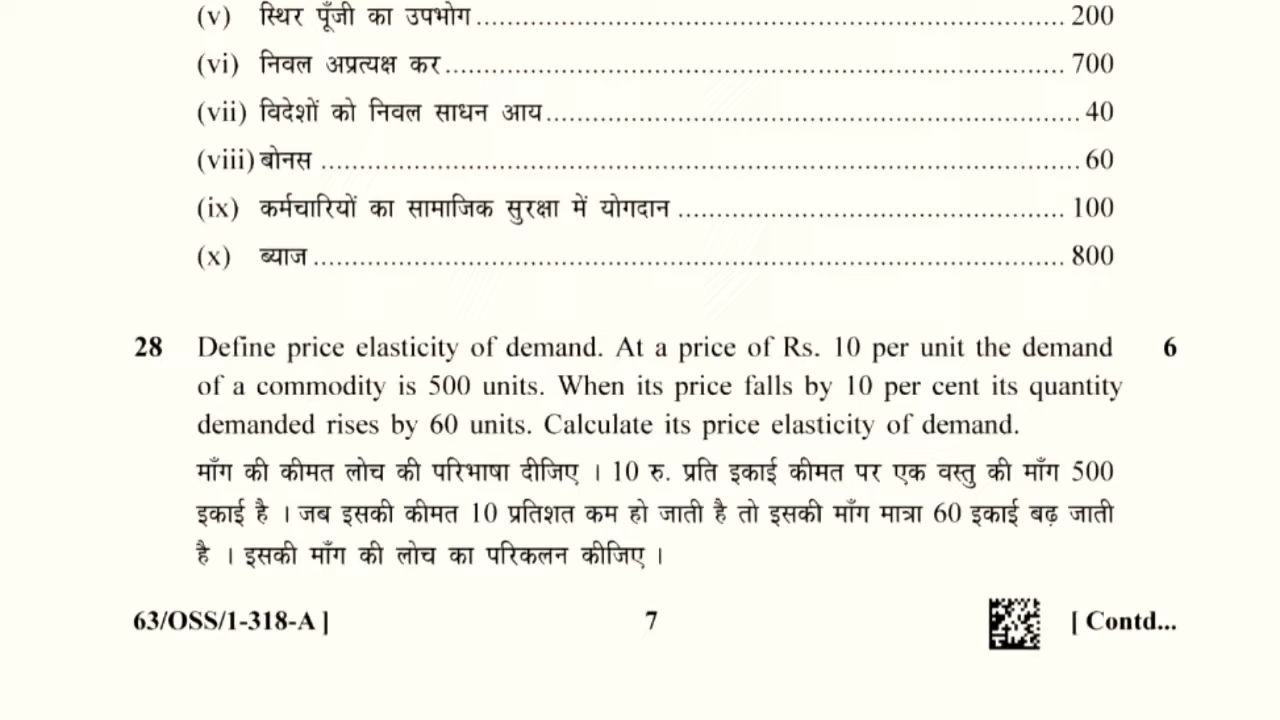 (v) स्थिर पूँजी का उपभोग ........................................................................... 200
(vi) निवल अप्रत्यक्ष कर ............................................................................... 700
(vii) विदेशों को निवल साधन आय ..................................................................... 40
(viii) बोनस .................................................................................................. 60
(ix) कर्मचारियों का सामाजिक सुरक्षा में योगदान .................................................. 100
(x) ब्याज .................................................................................................. 800
28 Define price elasticity of demand. At a price of Rs. 10 per unit the demand 6
of a commodity is 500 units. When its price falls by 10 per cent its quantity
demanded rises by 60 units. Calculate its price elasticity of demand.
माँग की कीमत लोच की परिभाषा दीजिए । 10 रु. प्रति इकाई कीमत पर एक वस्तु की माँग 500
इकाई है । जब इसकी कीमत 10 प्रतिशत कम हो जाती है तो इसकी माँग मात्रा 60 इकाई बढ़ जाती
है । इसकी माँग की लोच का परिकलन कीजिए ।
63/OSS/1-318-A ] 7 [ Contd...